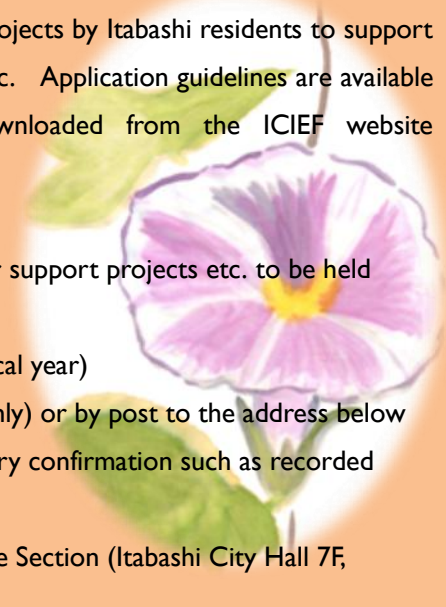 ojects by Itabashi residents to support
c. Application guidelines are available
wnloaded from the ICIEF website
support projects etc. to be held
cal year)
nly) or by post to the address below
ry confirmation such as recorded
e Section (Itabashi City Hall 7F,